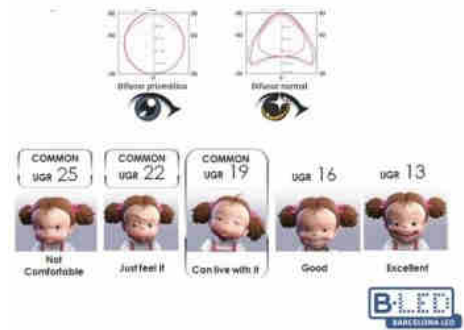 Difusor prismático
Difusor normal
COMMON
UGR 25
COMMON
UGR 22
COMMON
UGR 19
UGR 16
UGR 13
Not
Comfortable
Just feel it
Can live with it
Good
Excellent
B·LED
BARCELONA LED